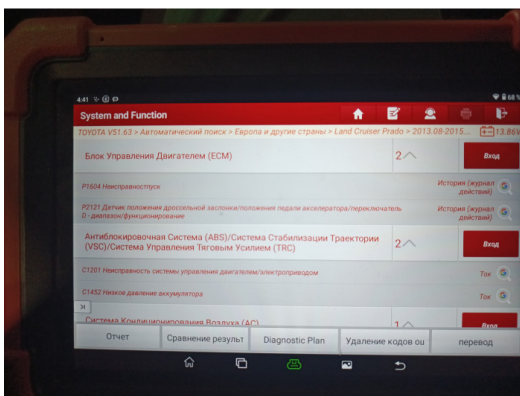 4:41
68%
System and Function
TOYOTA V51.63 > Автоматический поиск > Европа и другие страны > Land Cruiser Prado > 2013.08-2015...
13.86V
Блок Управления Двигателем (ECM)
2
Вход
P1604 Неисправностпуск
История (журнал действий)
P2121 Датчик положения дроссельной заслонки/положения педали акселератора/переключатель
D - диапазон/функционирование
История (журнал действий)
Антиблокировочная Система (ABS)/Система Стабилизации Траектории
(VSC)/Система Управления Тяговым Усилием (TRC)
2
Вход
C1201 Неисправность системы управления двигателем/электроприводом
Ток
C1452 Низкое давление аккумулятора
Ток
Система Кондиционирования Воздуха (AC)
1
Вход
Отчет
Сравнение результ
Diagnostic Plan
Удаление кодов ou
перевод